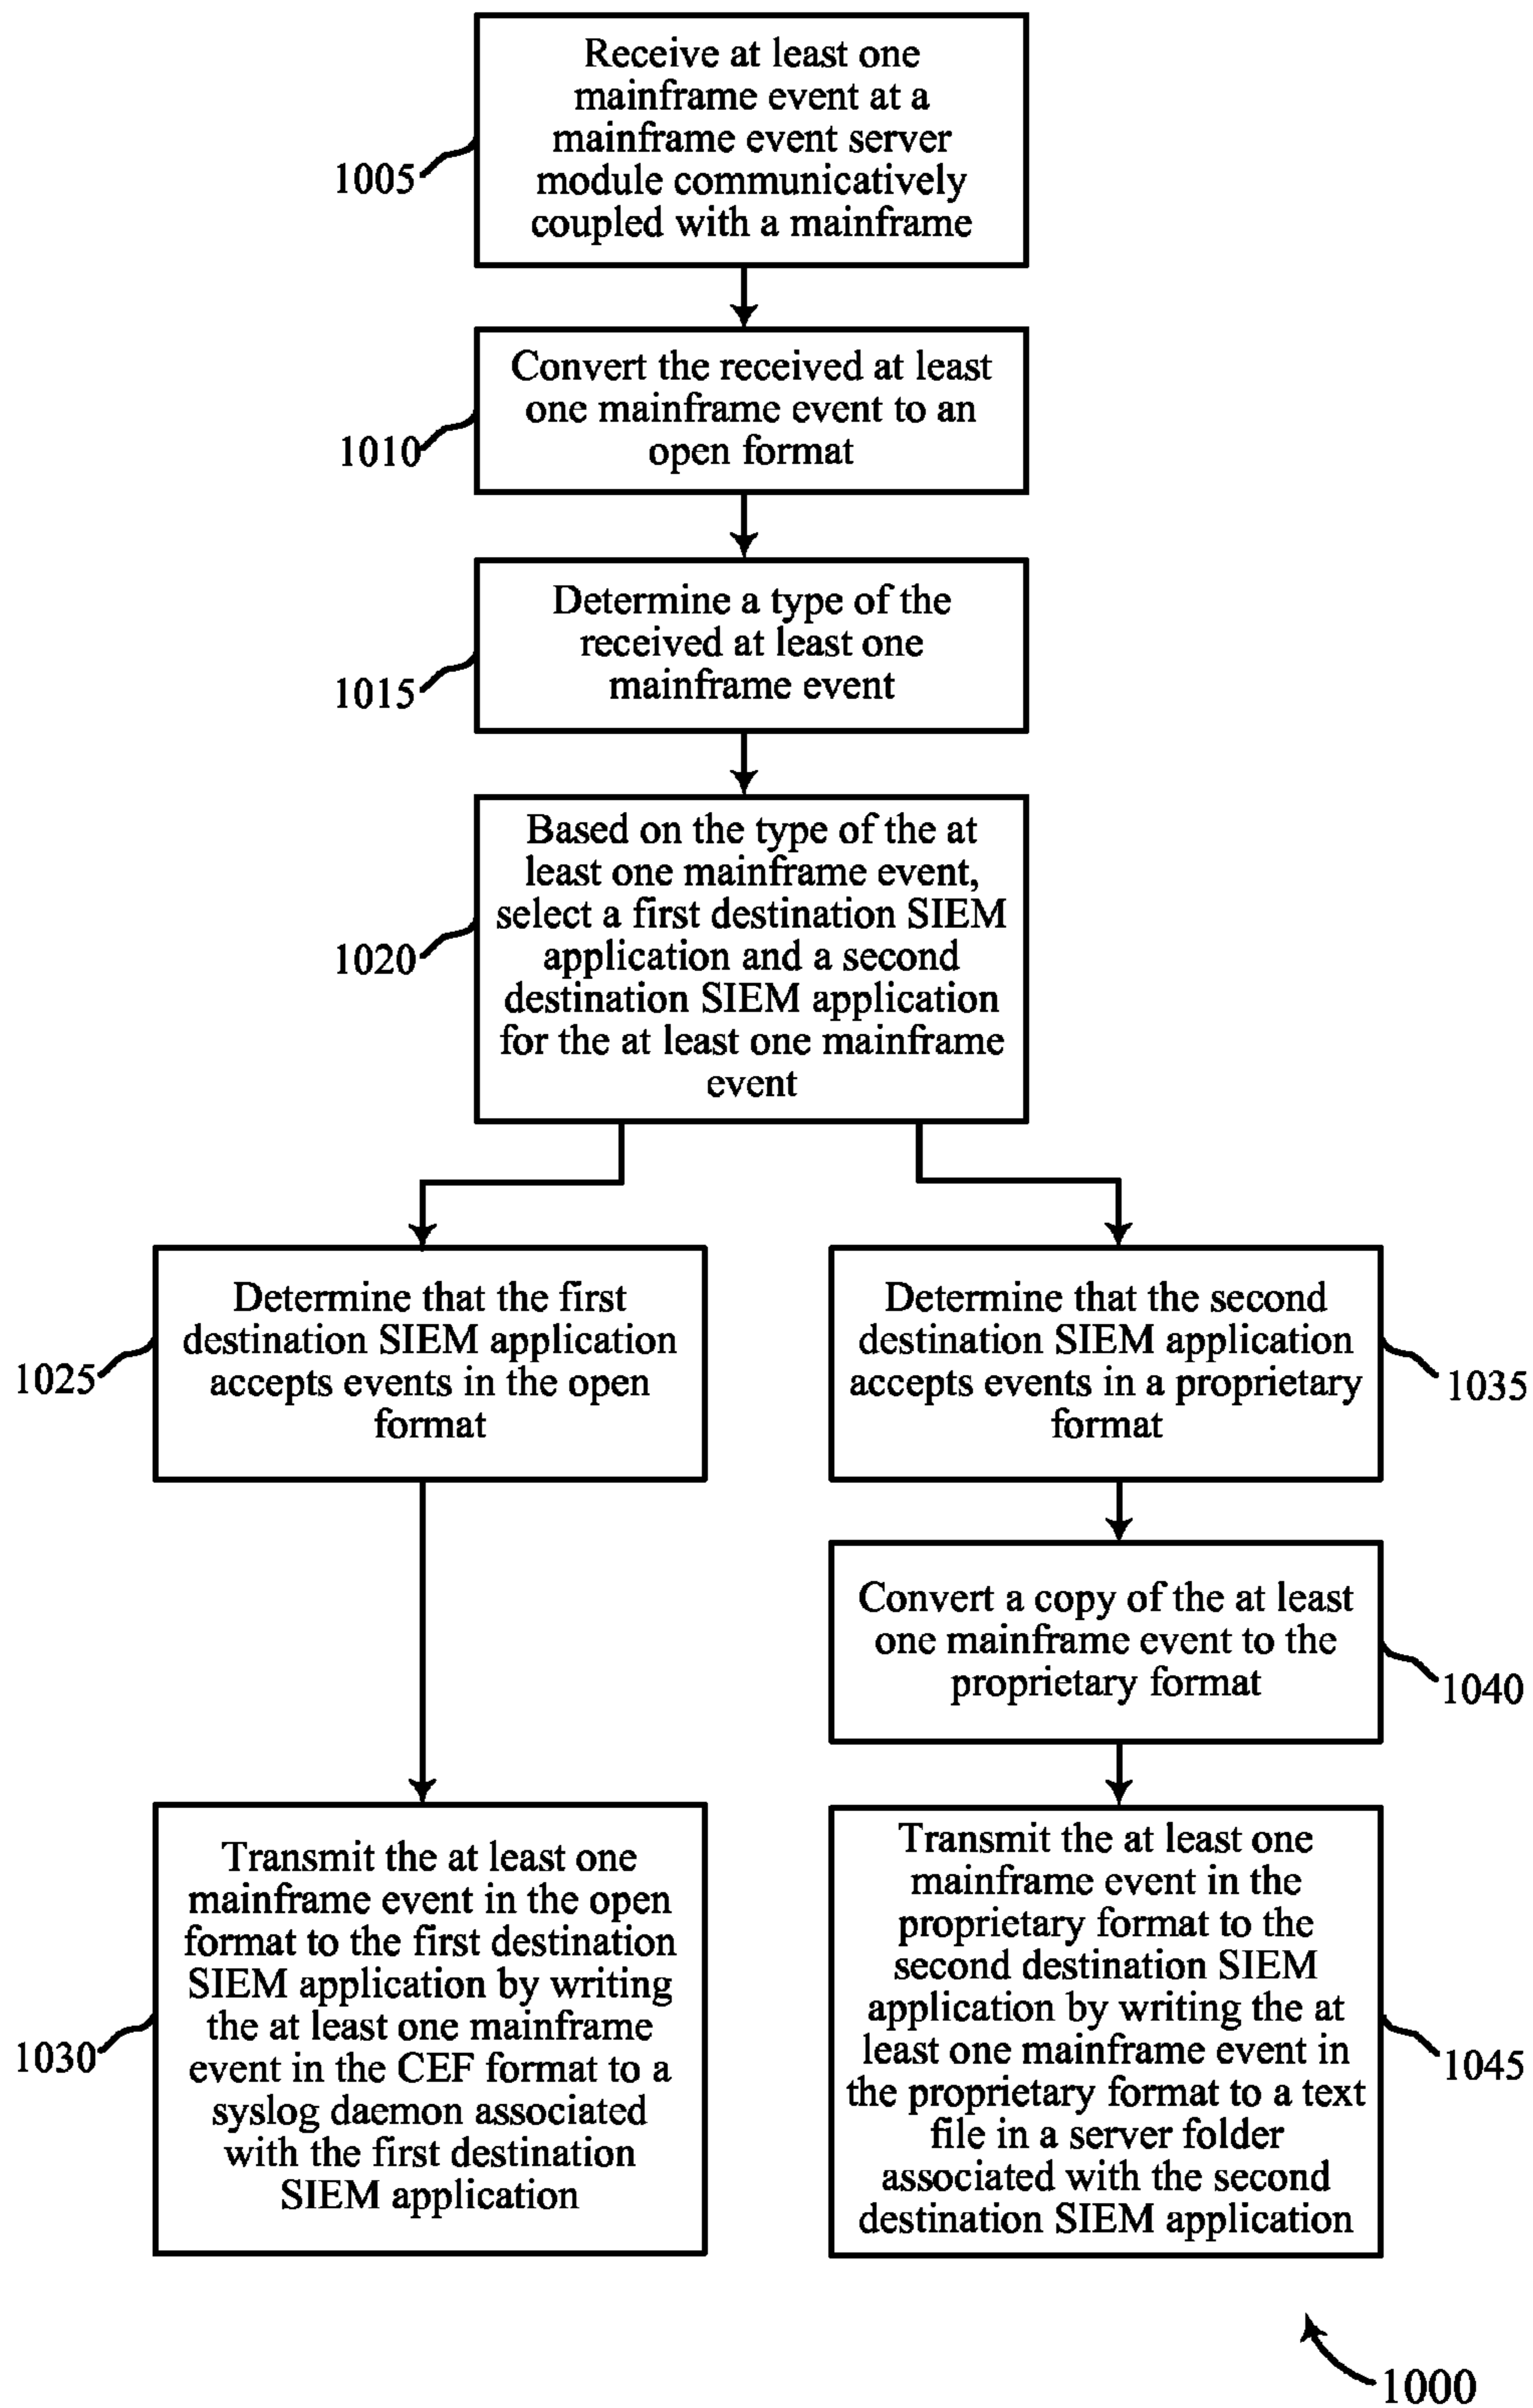 Receive at least one
mainframe event at a
mainframe event server
module communicatively
coupled with a mainframe
1005
Convert the received at least
one mainframe event to an
open format
1010
Determine a type of the
received at least one
mainframe event
1015
Based on the type of the at
least one mainframe event,
select a first destination SIEM
application and a second
destination SIEM application
for the at least one mainframe
event
1020
Determine that the first
destination SIEM application
accepts events in the open
format
1025
Determine that the second
destination SIEM application
accepts events in a proprietary
format
1035
Convert a copy of the at least
one mainframe event to the
proprietary format
1040
Transmit the at least one
mainframe event in the open
format to the first destination
SIEM application by writing
the at least one mainframe
event in the CEF format to a
syslog daemon associated
with the first destination
SIEM application
1030
Transmit the at least one
mainframe event in the
proprietary format to the
second destination SIEM
application by writing the at
least one mainframe event in
the proprietary format to a text
file in a server folder
associated with the second
destination SIEM application
1045
1000